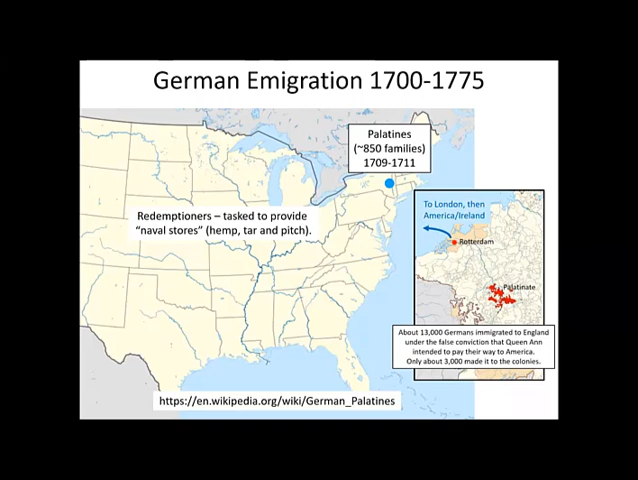 German Emigration 1700-1775
Palatines
(~850 families)
1709-1711
Redemptioners – tasked to provide
“naval stores” (hemp, tar and pitch).
To London, then
America/Ireland
Rotterdam
Palatinate
About 13,000 Germans immigrated to England
under the false conviction that Queen Ann
intended to pay their way to America.
Only about 3,000 made it to the colonies.
https://en.wikipedia.org/wiki/German_Palatines